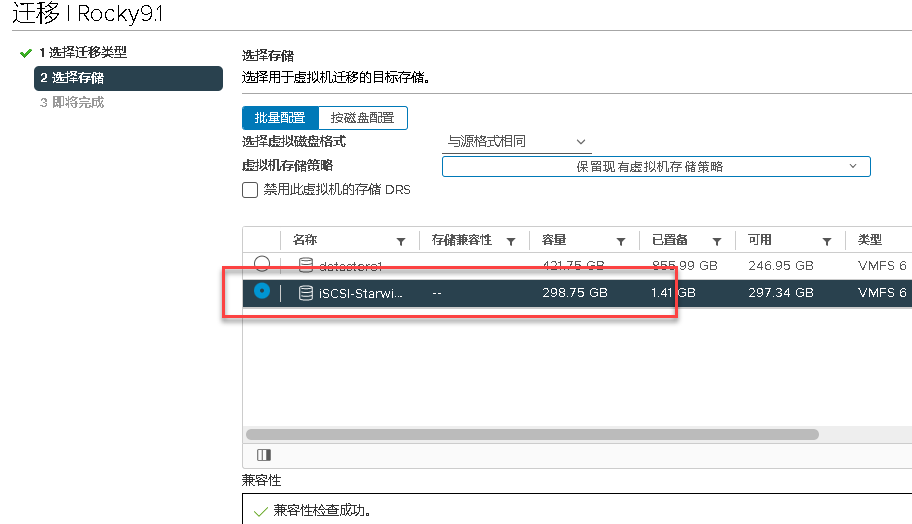 迁移 | Rocky9.1
1 选择迁移类型
2 选择存储
3 即将完成
选择存储
选择用于虚拟机迁移的目标存储。
批量配置 按磁盘配置
选择虚拟磁盘格式 与源格式相同
虚拟机存储策略 保留现有虚拟机存储策略
禁用此虚拟机的存储 DRS
名称 存储兼容性 容量 已置备 可用 类型
datastore1 421.75 GB 855.99 GB 246.95 GB VMFS 6
iSCSI-Starwi... -- 298.75 GB 1.41 GB 297.34 GB VMFS 6
兼容性
兼容性检查成功。